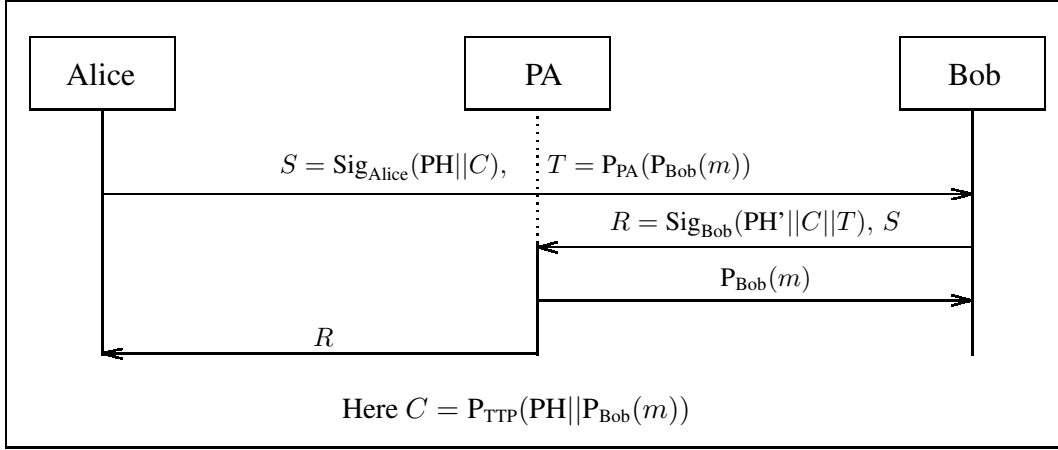 Alice PA Bob
S = Sig_Alice(PH||C), T = P_PA(P_Bob(m))
R = Sig_Bob(PH'||C||T), S
P_Bob(m)
R
Here C = P_TTP(PH||P_Bob(m))